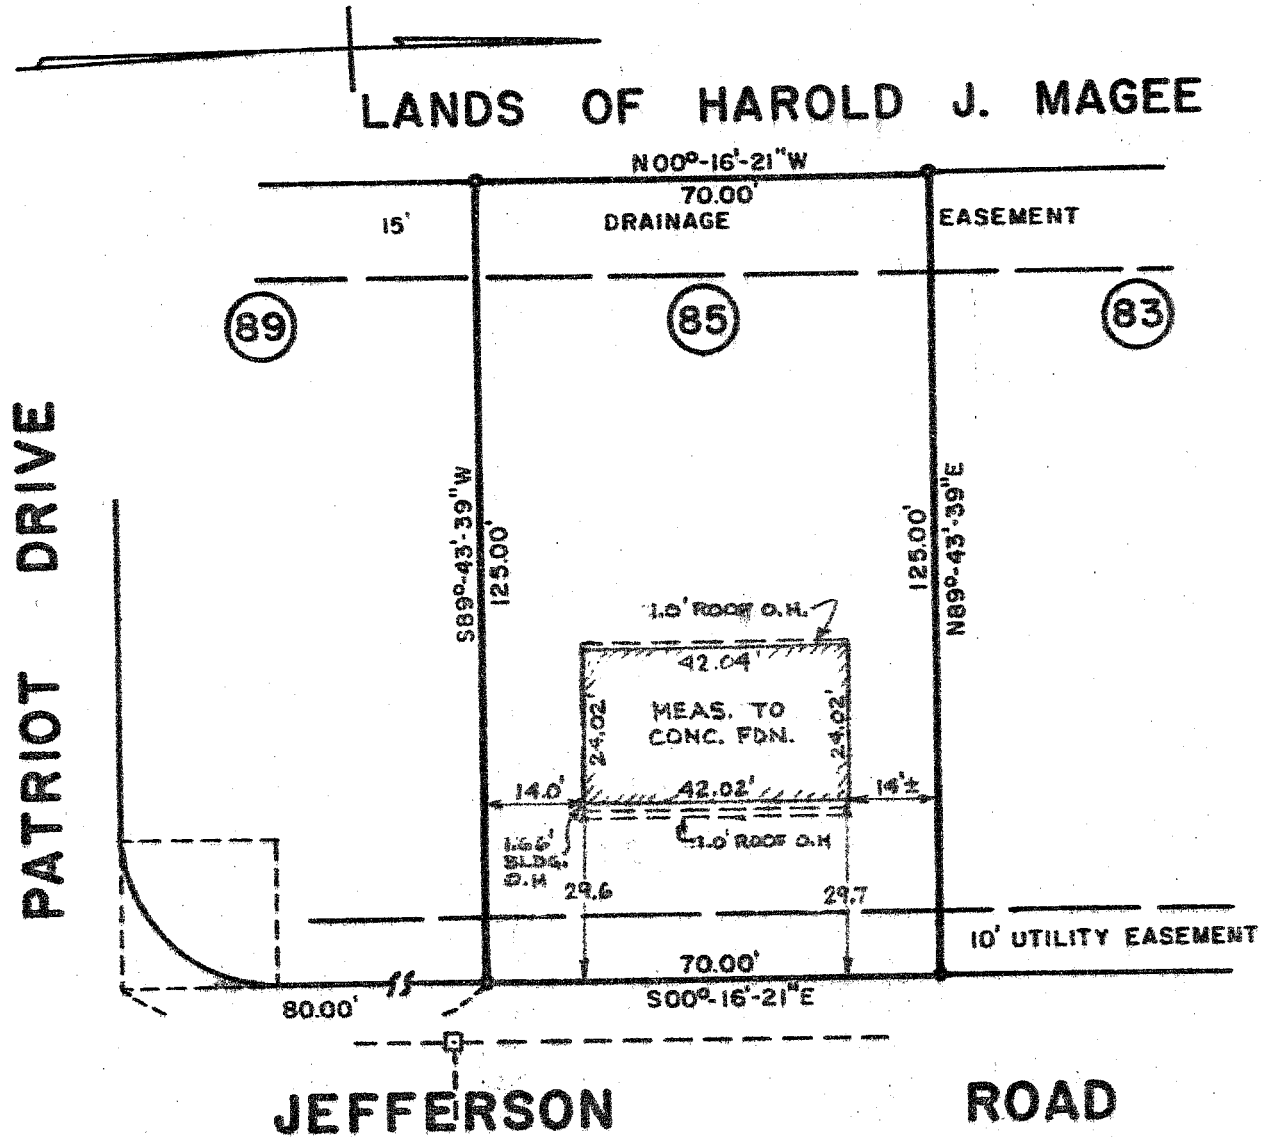 LANDS OF HAROLD J. MAGEE
N00°-16'-21"W
70.00'
15' DRAINAGE EASEMENT
89
85
83
PATRIOT DRIVE
S89°-43'-39"W
125.00'
125.00'
N89°-43'-39"E
1.0' ROOF O.H.
42.04'
24.02'
MEAS. TO
CONC. FDN.
24.02'
42.02'
14.0'
14'±
1.66'
BLDG.
O.H
1.0' ROOF O.H
29.6
29.7
10' UTILITY EASEMENT
70.00'
S00°-16'-21"E
80.00'
JEFFERSON ROAD